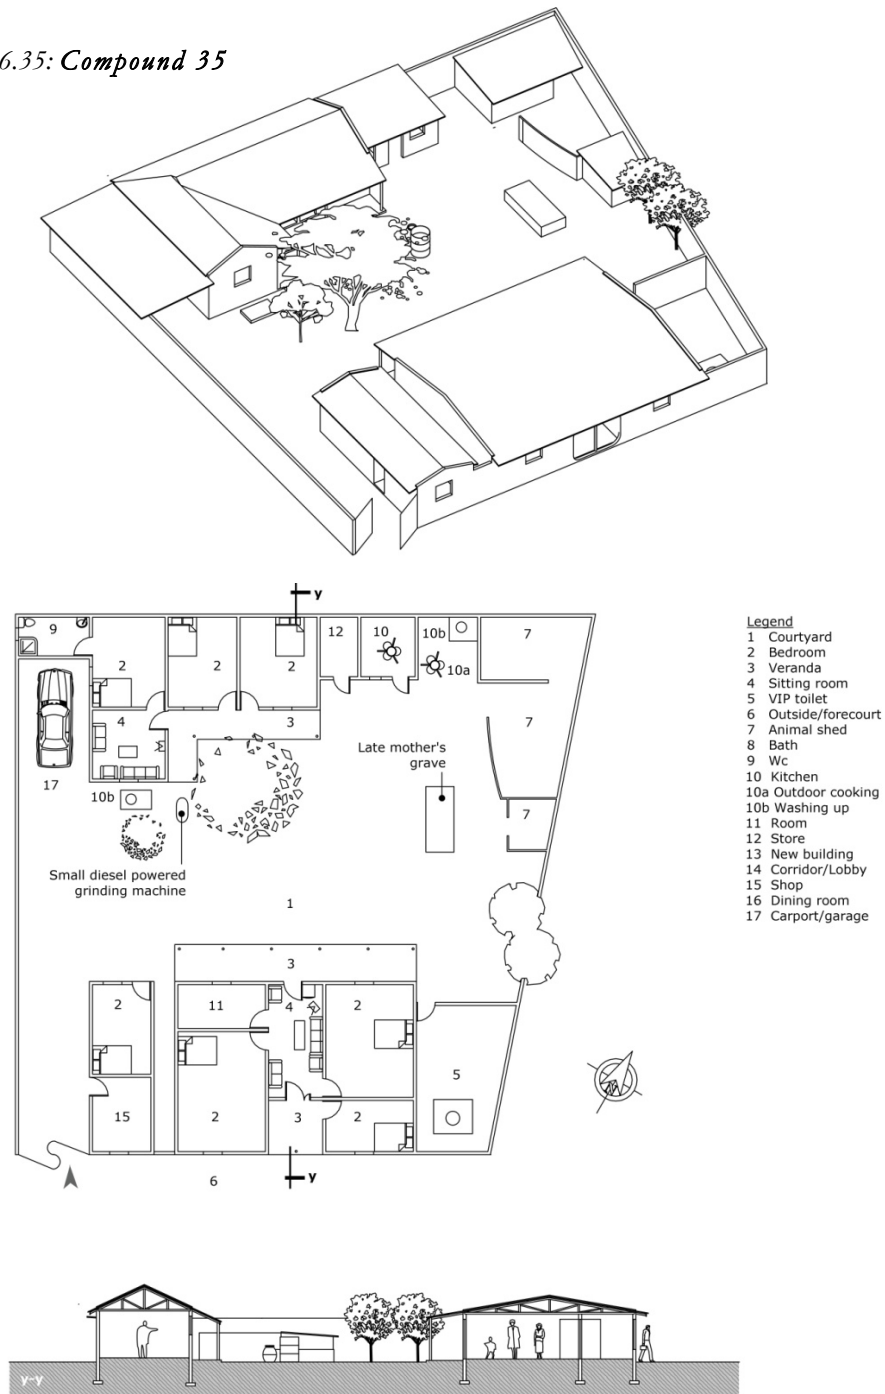 6.35: Compound 35
y
9
2
2
2
12
10
10b
7
10a
4
3
7
Late mother's
grave
17
10b
7
Small diesel powered
grinding machine
1
3
2
11
4
2
5
15
2
3
2
6
y
Legend
1 Courtyard
2 Bedroom
3 Veranda
4 Sitting room
5 VIP toilet
6 Outside/forecourt
7 Animal shed
8 Bath
9 Wc
10 Kitchen
10a Outdoor cooking
10b Washing up
11 Room
12 Store
13 New building
14 Corridor/Lobby
15 Shop
16 Dining room
17 Carport/garage
y-y